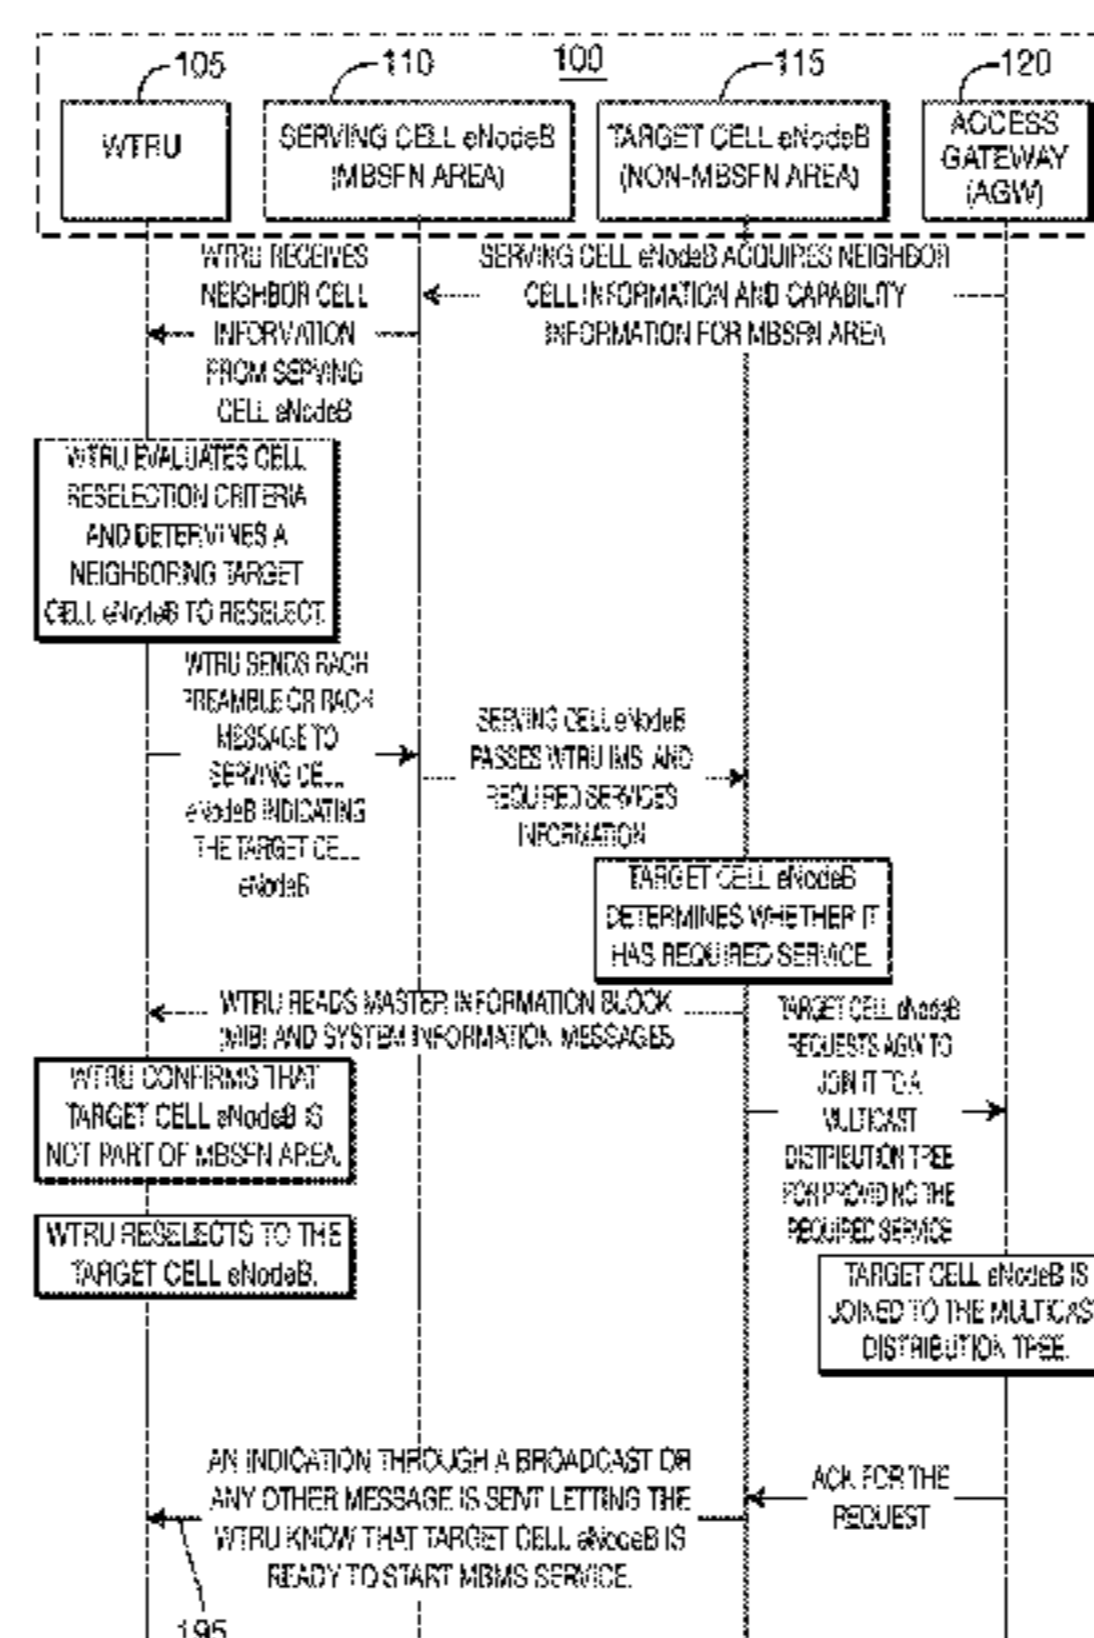 105
110
100
115
120
WTRU
SERVING CELL eNodeB
(MBSFN AREA)
TARGET CELL eNodeB
(NON-MBSFN AREA)
ACCESS
GATEWAY
(AGW)
WTRU RECEIVES
NEIGHBOR CELL
INFORMATION
FROM SERVING
CELL eNodeB
SERVING CELL eNodeB ACQUIRES NEIGHBOR
CELL INFORMATION AND CAPABILITY
INFORMATION FOR MBSFN AREA
WTRU EVALUATES CELL
RESELECTION CRITERIA
AND DETERMINES A
NEIGHBORING TARGET
CELL eNodeB TO RESELECT.
WTRU SENDS RACH
PREAMBLE OR RACH
MESSAGE TO
SERVING CELL
eNodeB INDICATING
THE TARGET CELL
eNodeB
SERVING CELL eNodeB
PASSES WTRU IMSI AND
REQUIRED SERVICES
INFORMATION
TARGET CELL eNodeB
DETERMINES WHETHER IT
HAS REQUIRED SERVICE.
WTRU READS MASTER INFORMATION BLOCK
(MIB) AND SYSTEM INFORMATION MESSAGES
TARGET CELL eNodeB
REQUESTS AGW TO
JOIN IT TO A
MULTICAST
DISTRIBUTION TREE
FOR PROVIDING THE
REQUIRED SERVICE
WTRU CONFIRMS THAT
TARGET CELL eNodeB IS
NOT PART OF MBSFN AREA.
WTRU RESELECTS TO THE
TARGET CELL eNodeB.
TARGET CELL eNodeB IS
JOINED TO THE MULTICAS
DISTRIBUTION TREE.
AN INDICATION THROUGH A BROADCAST OR
ANY OTHER MESSAGE IS SENT LETTING THE
WTRU KNOW THAT TARGET CELL eNodeB IS
READY TO START MBMS SERVICE.
ACK FOR THE
REQUEST
195